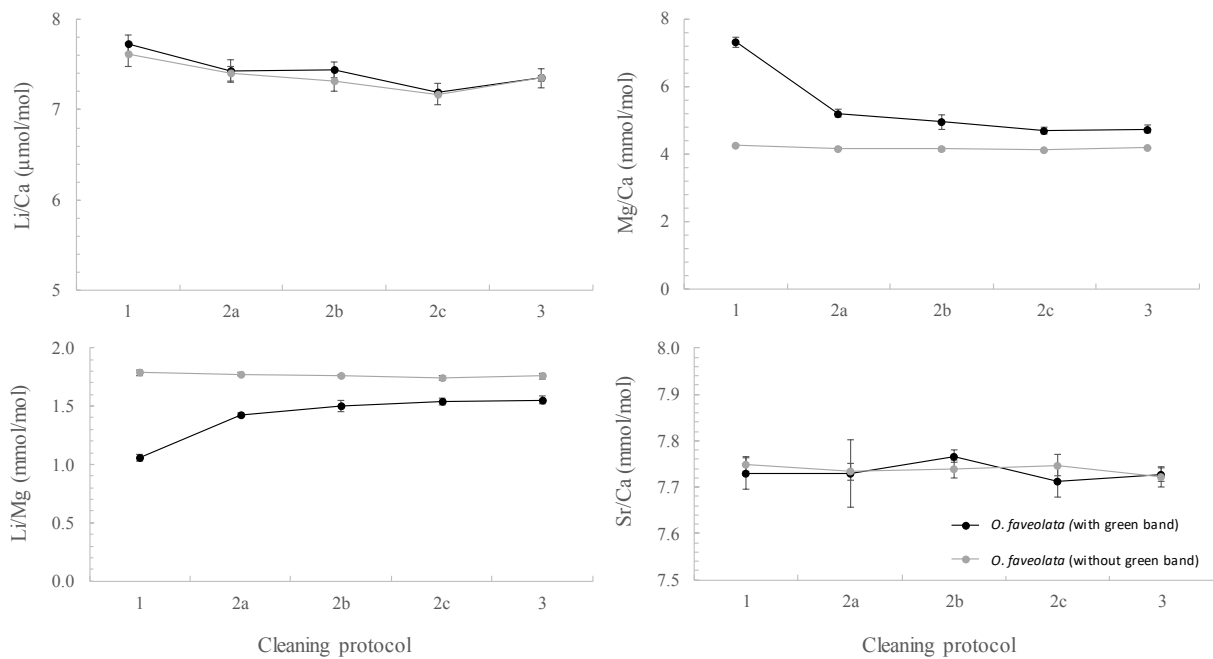 8
7
6
5
Li/Ca (µmol/mol)
1 2a 2b 2c 3
8
6
4
2
0
Mg/Ca (mmol/mol)
1 2a 2b 2c 3
2.0
1.5
1.0
0.5
0.0
Li/Mg (mmol/mol)
1 2a 2b 2c 3
Cleaning protocol
8.0
7.9
7.8
7.7
7.6
7.5
Sr/Ca (mmol/mol)
O. faveolata (with green band)
O. faveolata (without green band)
1 2a 2b 2c 3
Cleaning protocol